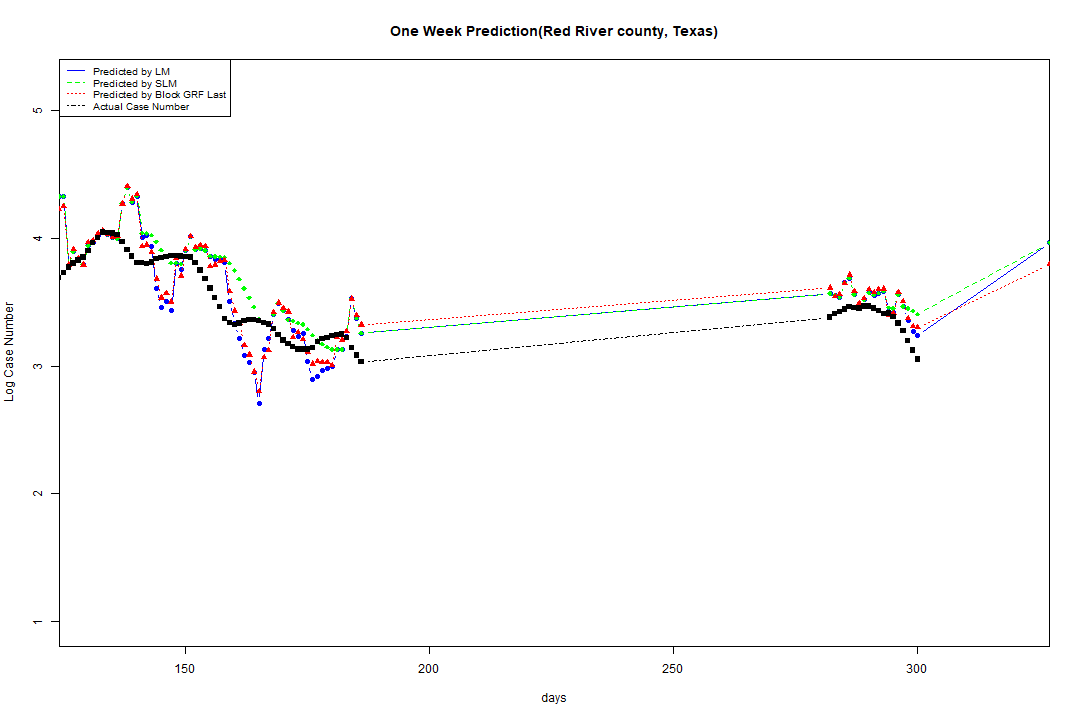 One Week Prediction(Red River county, Texas)
Predicted by LM
Predicted by SLM
Predicted by Block GRF Last
Actual Case Number
5
4
3
2
1
Log Case Number
150 200 250 300
days